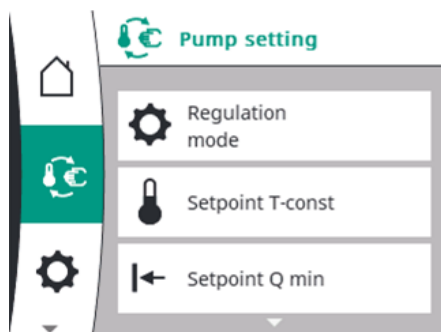 Pump setting
Regulation
mode
Setpoint T-const
Setpoint Q min